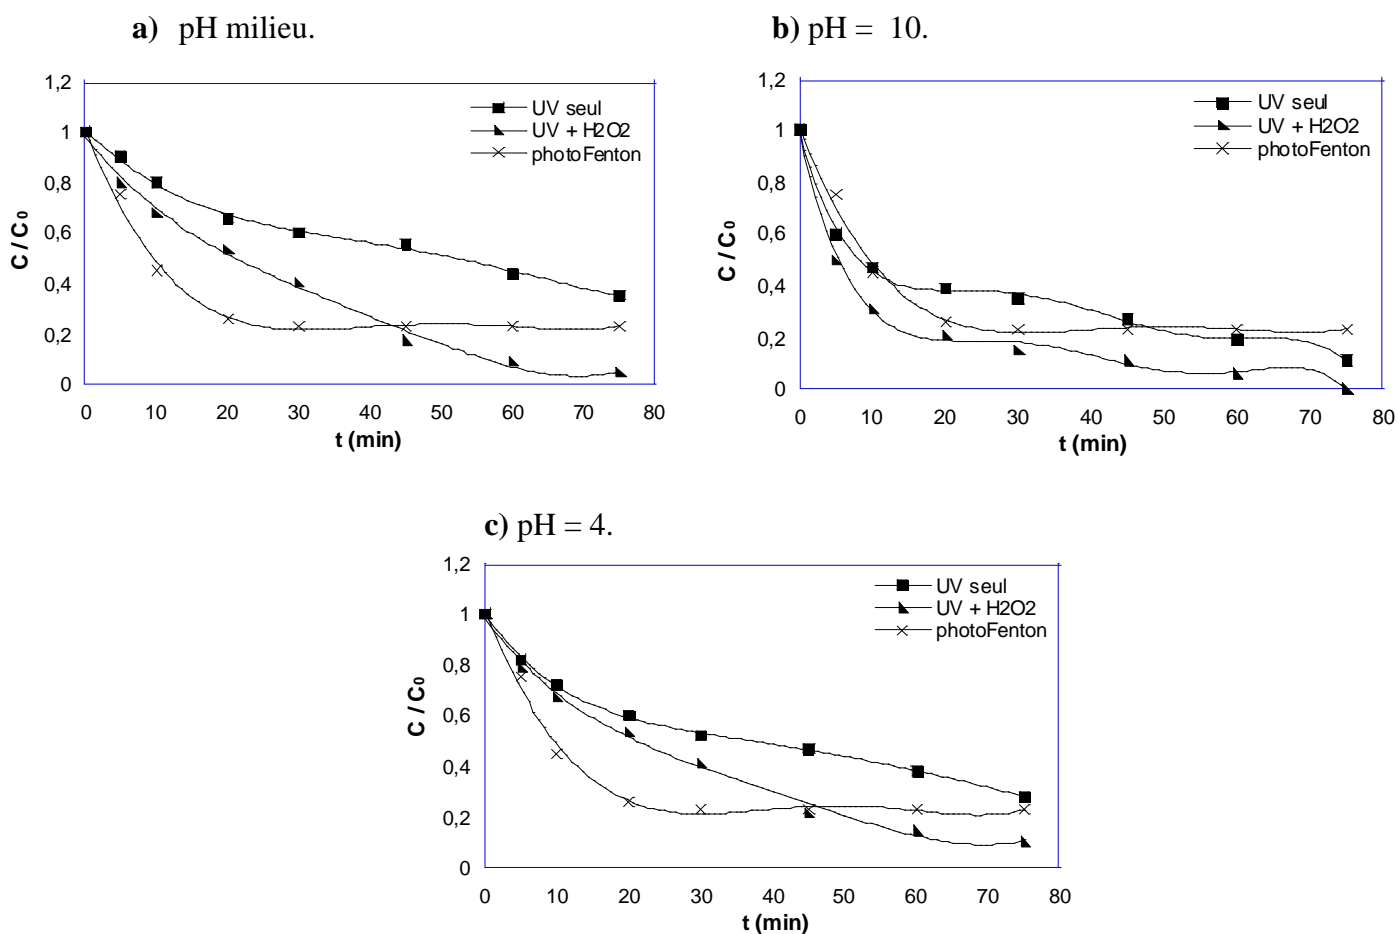 a) pH milieu.
1,2
1
0,8
0,6
0,4
0,2
0
C / C0
UV seul
UV + H2O2
photoFenton
0 10 20 30 40 50 60 70 80
t (min)
b) pH = 10.
1,2
1
0,8
0,6
0,4
0,2
0
C / C0
UV seul
UV + H2O2
photoFenton
0 10 20 30 40 50 60 70 80
t (min)
c) pH = 4.
1,2
1
0,8
0,6
0,4
0,2
0
C / C0
UV seul
UV + H2O2
photoFenton
0 10 20 30 40 50 60 70 80
t (min)